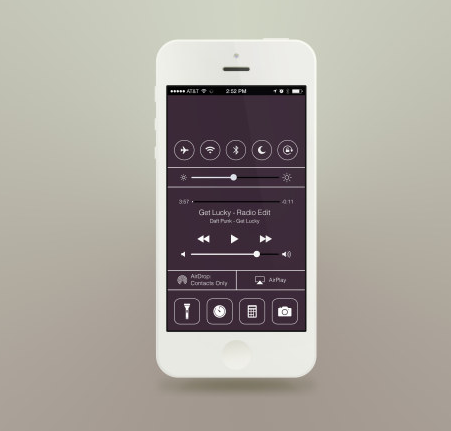 AT&T 2:52 PM
3:57 -0:11
Get Lucky - Radio Edit
Daft Punk - Get Lucky
AirDrop:
Contacts Only
AirPlay